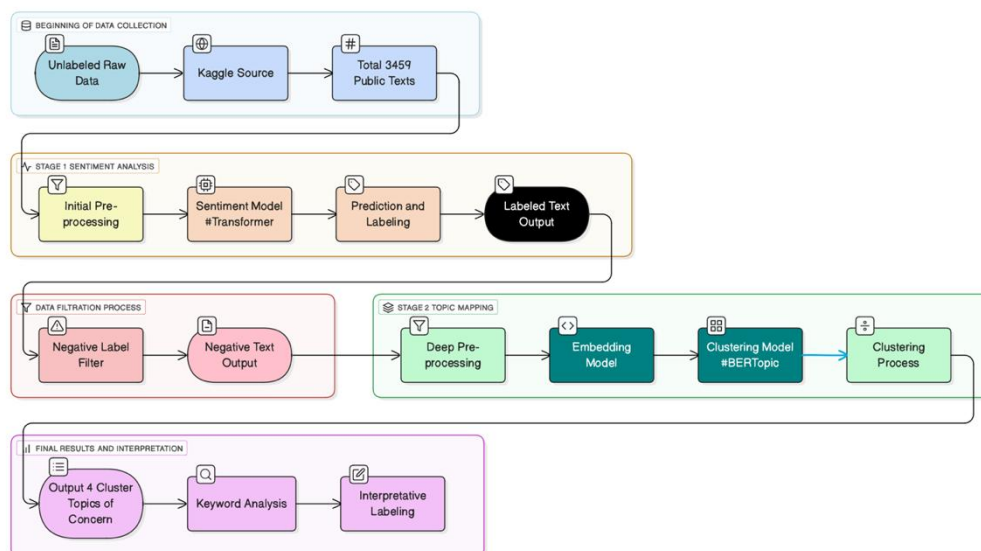 BEGINNING OF DATA COLLECTION
Unlabeled Raw
Data
Kaggle Source
Total 3459
Public Texts
STAGE 1 SENTIMENT ANALYSIS
Initial Pre-
processing
Sentiment Model
#Transformer
Prediction and
Labeling
Labeled Text
Output
DATA FILTRATION PROCESS
Negative Label
Filter
Negative Text
Output
STAGE 2 TOPIC MAPPING
Deep Pre-
processing
Embedding
Model
Clustering Model
#BERTopic
Clustering
Process
FINAL RESULTS AND INTERPRETATION
Output 4 Cluster
Topics of
Concern
Keyword Analysis
Interpretative
Labeling